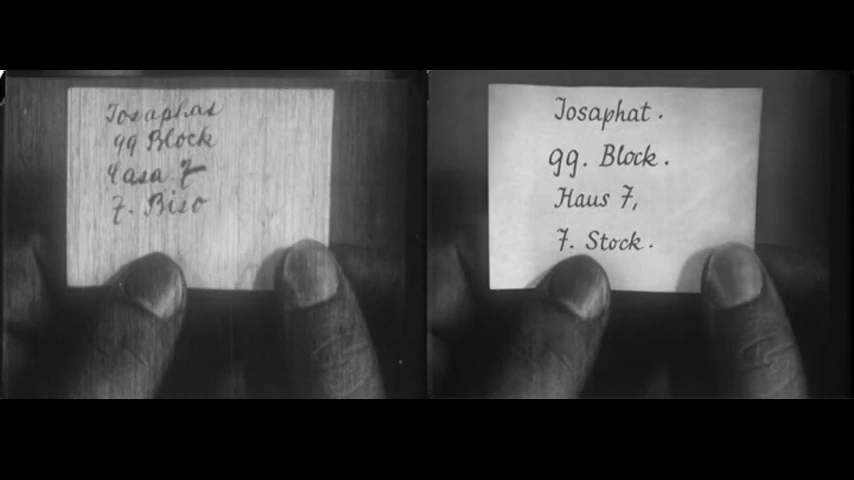 Josaphat
99 Block
Casa 7
7. Piso
Josaphat.
99. Block.
Haus 7,
7. Stock.